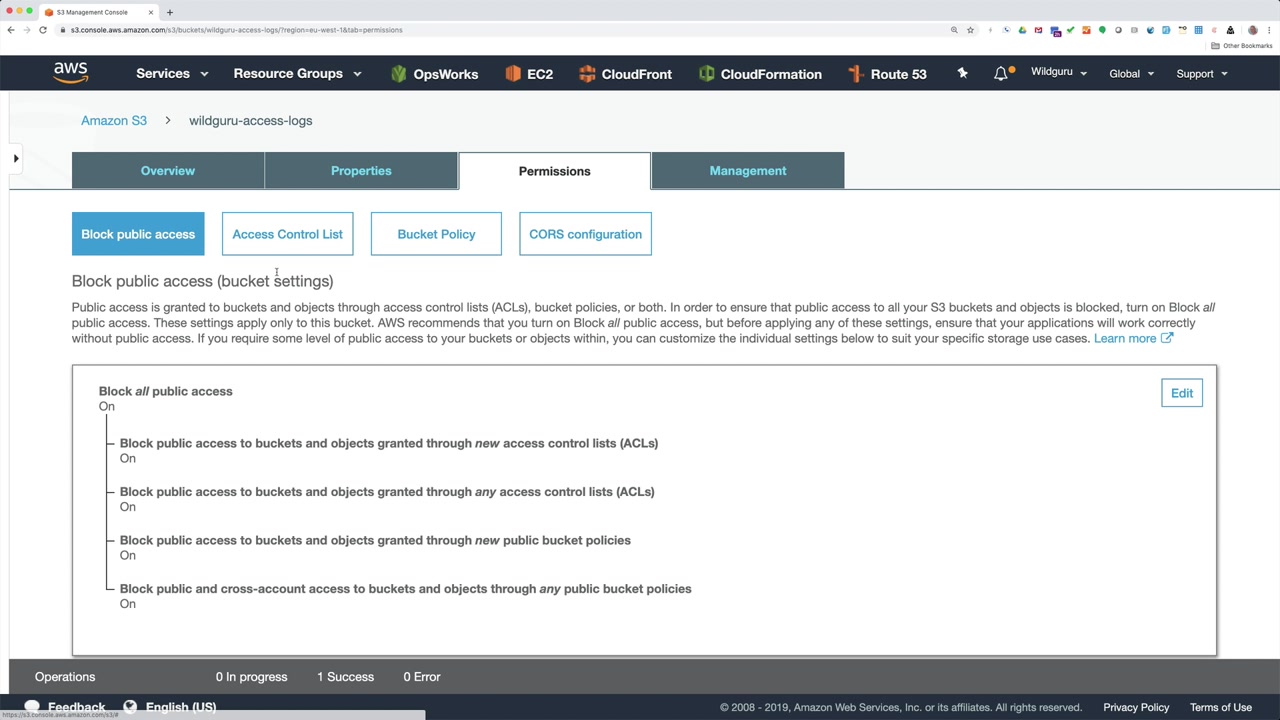 S3 Management Console
s3.console.aws.amazon.com/s3/buckets/wildguru-access-logs/?region=eu-west-1&tab=permissions
Other Bookmarks
aws
Services
Resource Groups
OpsWorks
EC2
CloudFront
CloudFormation
Route 53
Wildguru
Global
Support
Amazon S3 > wildguru-access-logs
Overview
Properties
Permissions
Management
Block public access
Access Control List
Bucket Policy
CORS configuration
Block public access (bucket settings)
Public access is granted to buckets and objects through access control lists (ACLs), bucket policies, or both. In order to ensure that public access to all your S3 buckets and objects is blocked, turn on Block all
public access. These settings apply only to this bucket. AWS recommends that you turn on Block all public access, but before applying any of these settings, ensure that your applications will work correctly
without public access. If you require some level of public access to your buckets or objects within, you can customize the individual settings below to suit your specific storage use cases. Learn more
Block all public access
On
Edit
Block public access to buckets and objects granted through new access control lists (ACLs)
On
Block public access to buckets and objects granted through any access control lists (ACLs)
On
Block public access to buckets and objects granted through new public bucket policies
On
Block public and cross-account access to buckets and objects through any public bucket policies
On
Operations
0 In progress
1 Success
0 Error
Feedback
English (US)
© 2008 - 2019, Amazon Web Services, Inc. or its affiliates. All rights reserved.
Privacy Policy
Terms of Use
https://s3.console.aws.amazon.com/s3/#